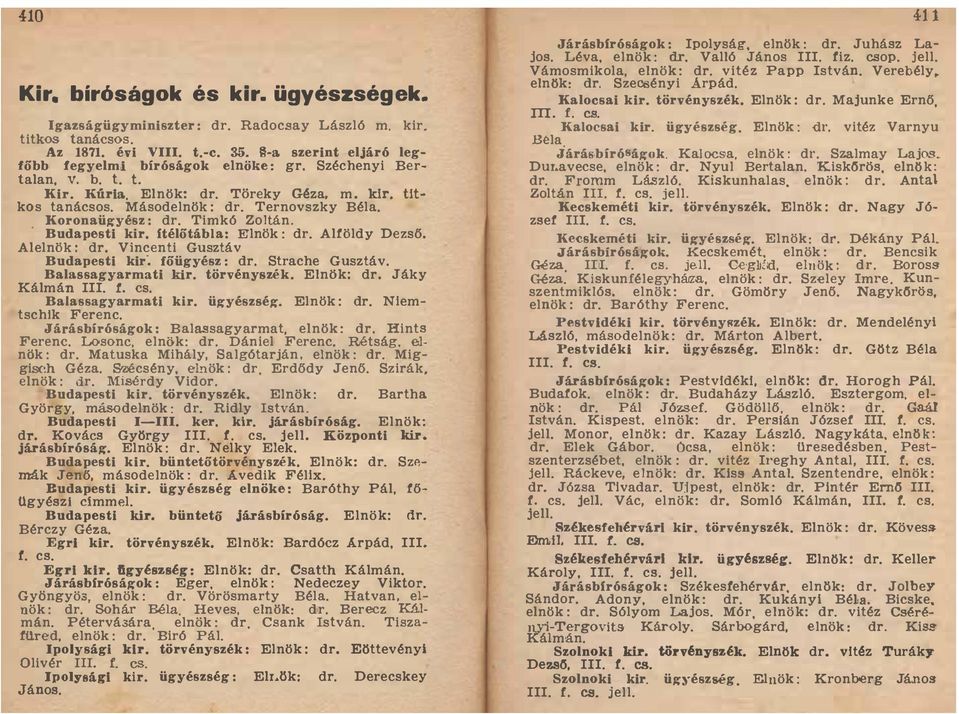 410
Kir. bíróságok és kir. ügyészségek.
Igazságügyminiszter: dr. Radocsay László m. kir.
titkos tanácsos.
Az 1871. évi VIII. t.-c. 35. §-a szerint eljáró leg-
főbb fegyelmi bíróságok elnöke: gr. Széchenyi Ber-
talan, v. b. t. t.
Kir. Kúria, Elnök: dr. Töreky Géza, m. kir. tit-
kos tanácsos. Másodelnök: dr. Ternovszky Béla.
Koronaügyész: dr. Timkó Zoltán.
Budapesti kir. ítélőtábla: Elnök: dr. Alföldy Dezső.
Alelnök: dr. Vincenti Gusztáv
Budapesti kir. főügyész: dr. Strache Gusztáv.
Balassagyarmati kir. törvényszék. Elnök: dr. Jáky
Kálmán III. f. cs.
Balassagyarmati kir. ügyészség. Elnök: dr. Niem-
tschik Ferenc.
Járásbíróságok: Balassagyarmat, elnök: dr. Hints
Ferenc. Losonc, elnök: dr. Dániel Ferenc. Rétság, el-
nök: dr. Matuska Mihály, Salgótarján, elnök: dr. Mig-
gisch Géza. Szécsény, elnök: dr. Erdődy Jenő. Szirák,
elnök: dr. Misérdy Vidor.
Budapesti kir. törvényszék. Elnök: dr. Bartha
György, másodelnök: dr. Ridly István.
Budapesti I—III. ker. kir. járásbíróság. Elnök:
dr. Kovács György III. f. cs. jell. Központi kir.
járásbíróság. Elnök: dr. Nelky Elek.
Budapesti kir. büntetőtörvényszék. Elnök: dr. Sze-
mák Jenő, másodelnök: dr. Avedik Félix.
Budapesti kir. ügyészség elnöke: Baróthy Pál, fő-
ügyészi címmel.
Budapesti kir. büntető járásbíróság. Elnök: dr.
Bérczy Géza.
Egri kir. törvényszék. Elnök: Bardócz Árpád, III.
f. cs.
Egri kir. ügyészség: Elnök: dr. Csatth Kálmán.
Járásbíróságok: Eger, elnök: Nedeczey Viktor.
Gyöngyös, elnök: dr. Vörösmarty Béla. Hatvan, el-
nök: dr. Sohár Béla. Heves, elnök: dr. Berecz Kál-
mán. Pétervására, elnök: dr. Csank István. Tisza-
füred, elnök: dr. Biró Pál.
Ipolysági kir. törvényszék: Elnök: dr. Eöttevényi
Olivér III. f. cs.
Ipolysági kir. ügyészség: Elnök: dr. Derecskey
János.
411
Járásbíróságok: Ipolyság, elnök: dr. Juhász La-
jos. Léva, elnök: dr. Valló János III. fiz. csop. jell.
Vámosmikola, elnök: dr. vitéz Papp István. Verebély,
elnök: dr. Szecsényi Árpád.
Kalocsai kir. törvényszék. Elnök: dr. Majunke Ernő,
III. f. cs.
Kalocsai kir. ügyészség. Elnök: dr. vitéz Varnyu
Béla
Járásbíróságok. Kalocsa, elnök: dr. Szalmay Lajos.
Dunavecse, elnök: dr. Nyul Bertalan. Kiskőrös, elnök:
dr. Fromm László. Kiskunhalas, elnök: dr. Antal
Zoltán III. f. cs. jell.
Kecskeméti kir. törvényszék. Elnök: dr. Nagy Jó-
zsef III. f. cs.
Kecskeméti kir. ügyészség. Elnök: dr. Dékány Pál.
Járásbíróságok. Kecskemét, elnök: dr. Bencsik
Géza, III. f. cs. jell. Cegléd, elnök: dr. Boross
Géza. Kiskunfélegyháza, elnök: dr. Szeley Imre. Kun-
szentmiklós, elnök: dr. Gömöry Jenő. Nagykőrös,
elnök: dr. Baróthy Ferenc.
Pestvidéki kir. törvényszék. Elnök: dr. Mendelényi
László, másodelnök: dr. Márton Albert.
Pestvidéki kir. ügyészség. Elnök: dr. Götz Béla
III. f. cs.
Járásbíróságok: Pestvidéki, elnök: dr. Horogh Pál.
Budafok, elnök: dr. Budaházy László. Esztergom, el-
nök: dr. Pál József. Gödöllő, elnök: dr. Gaál
István. Kispest, elnök: dr. Persián József III. f. cs.
jell. Monor, elnök: dr. Kazay László. Nagykáta, elnök:
dr. Elek Gábor. Ócsa, elnök: üresedésben, Pest-
szenterzsébet, elnök: dr. vitéz Ireghy Antal, III. f. cs.
jell. Ráckeve, elnök: dr. Kiss Antal. Szentendre, elnök:
dr. Józsa Tivadar. Ujpest, elnök: dr. Pintér Ernő III.
f. cs. jell. Vác, elnök: dr. Somló Kálmán, III. f. cs.
jell.
Székesfehérvári kir. törvényszék. Elnök: dr. Kövess
Emil, III. f. cs.
Székesfehérvári kir. ügyészség. Elnök: dr. Keller
Károly, III. f. cs. jell.
Járásbíróságok: Székesfehérvár, elnök: dr. Jolbey
Sándor. Adony, elnök: dr. Kukányi Béla. Bicske,
elnök: dr. Sólyom Lajos. Mór, elnök: dr. vitéz Cséré-
nyi-Tergovits Károly. Sárbogárd, elnök: dr. Kiss
Kálmán.
Szolnoki kir. törvényszék. Elnök dr. vitéz Turáky
Dezső, III. f. cs.
Szolnoki kir. ügyészség. Elnök: Kronberg János
III. f. cs. jell.